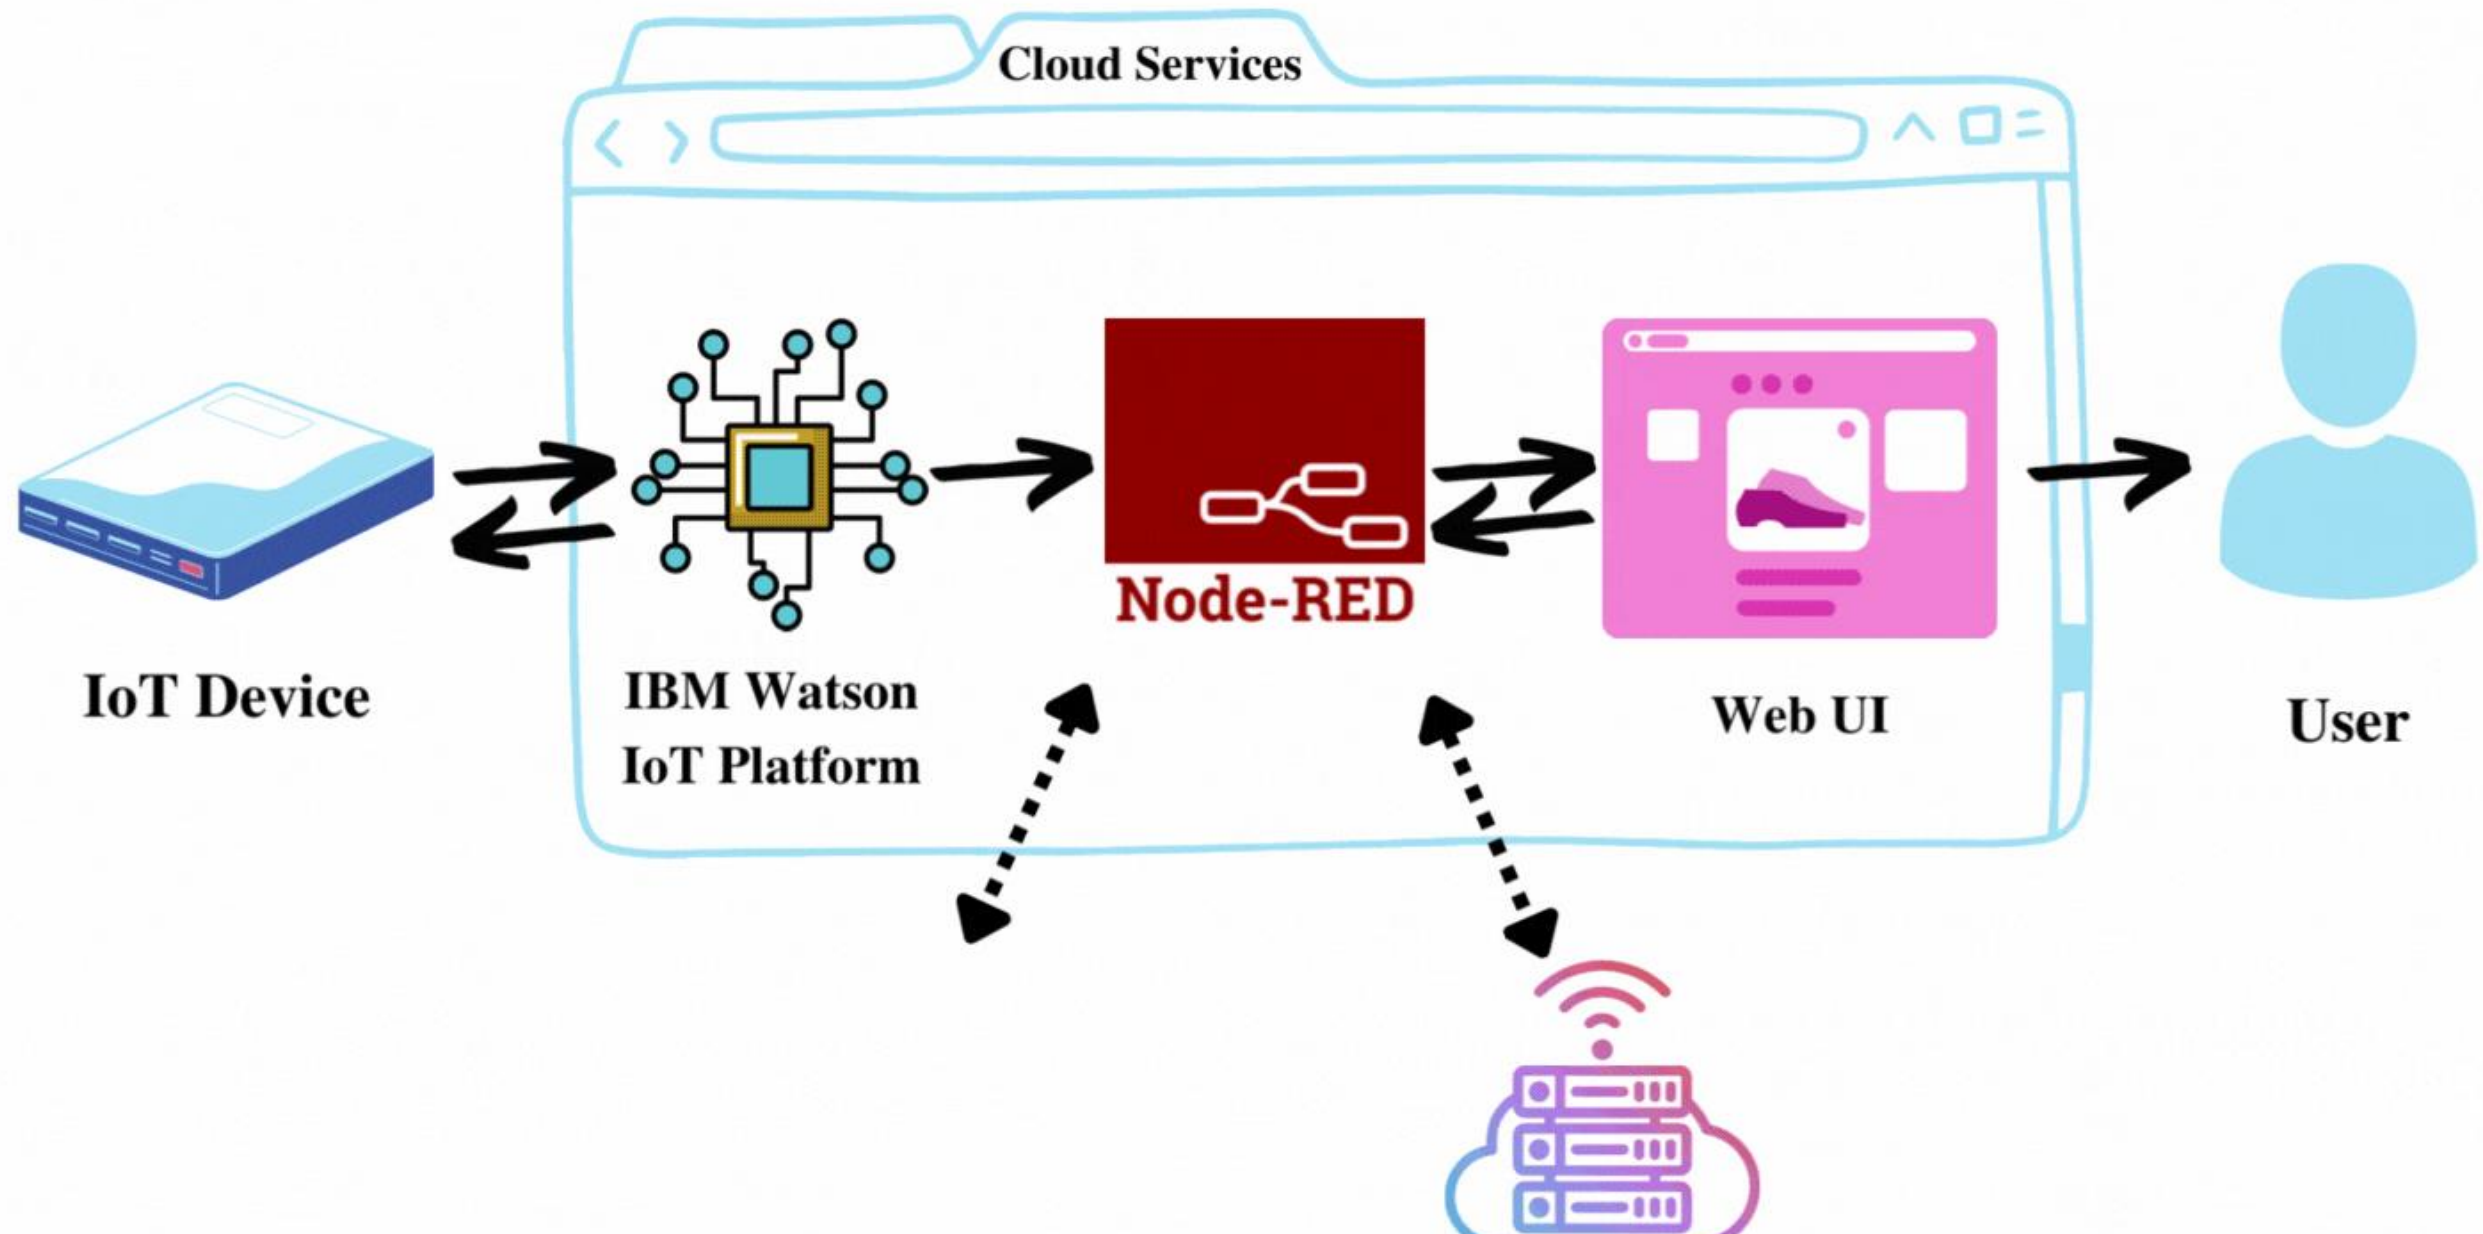 Cloud Services
Node-RED
IoT Device
IBM Watson
IoT Platform
Web UI
User